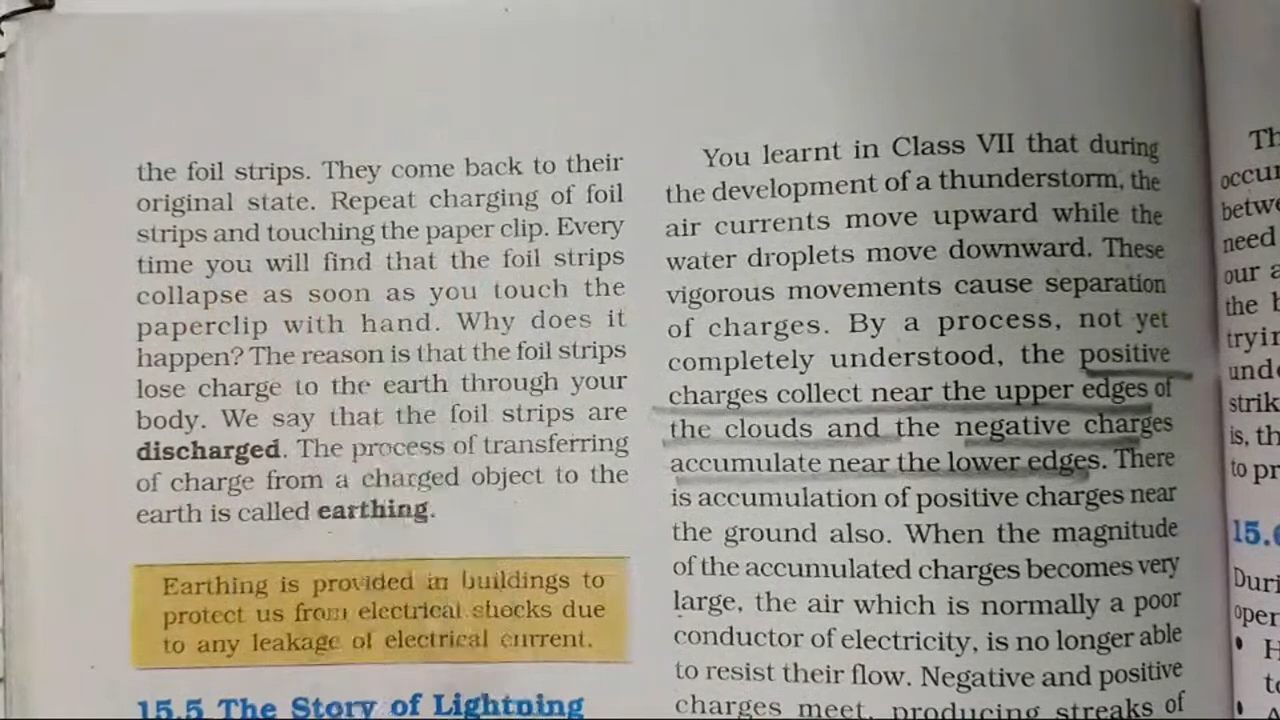 the foil strips. They come back to their
original state. Repeat charging of foil
strips and touching the paper clip. Every
time you will find that the foil strips
collapse as soon as you touch the
paperclip with hand. Why does it
happen? The reason is that the foil strips
lose charge to the earth through your
body. We say that the foil strips are
discharged. The process of transferring
of charge from a charged object to the
earth is called earthing.
Earthing is provided in buildings to
protect us from electrical shocks due
to any leakage of electrical current.
15.5 The Story of Lightning
You learnt in Class VII that during
the development of a thunderstorm, the
air currents move upward while the
water droplets move downward. These
vigorous movements cause separation
of charges. By a process, not yet
completely understood, the positive
charges collect near the upper edges of
the clouds and the negative charges
accumulate near the lower edges. There
is accumulation of positive charges near
the ground also. When the magnitude
of the accumulated charges becomes very
large, the air which is normally a poor
conductor of electricity, is no longer able
to resist their flow. Negative and positive
charges meet, producing streaks of
need
our
the
is,
to